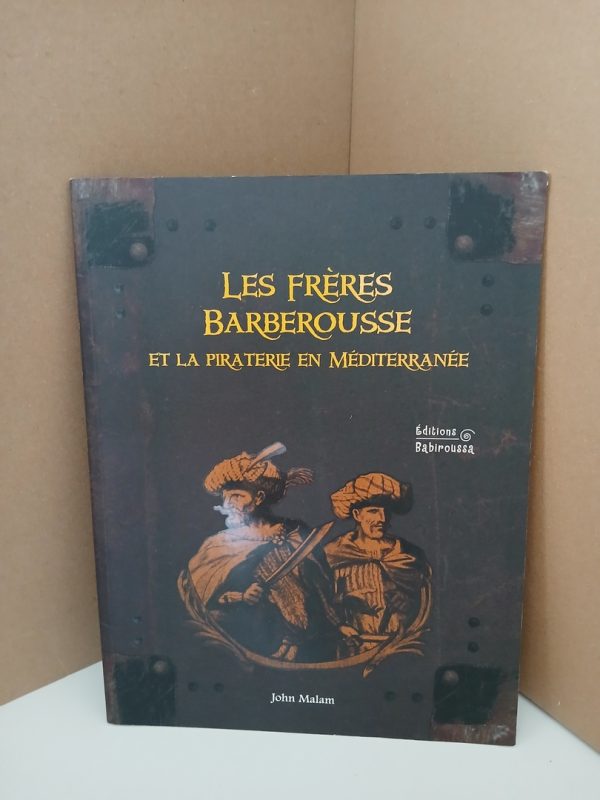 Les frères
Barberousse
et la piraterie en Méditerranée
Éditions
Babiroussa
John Malam